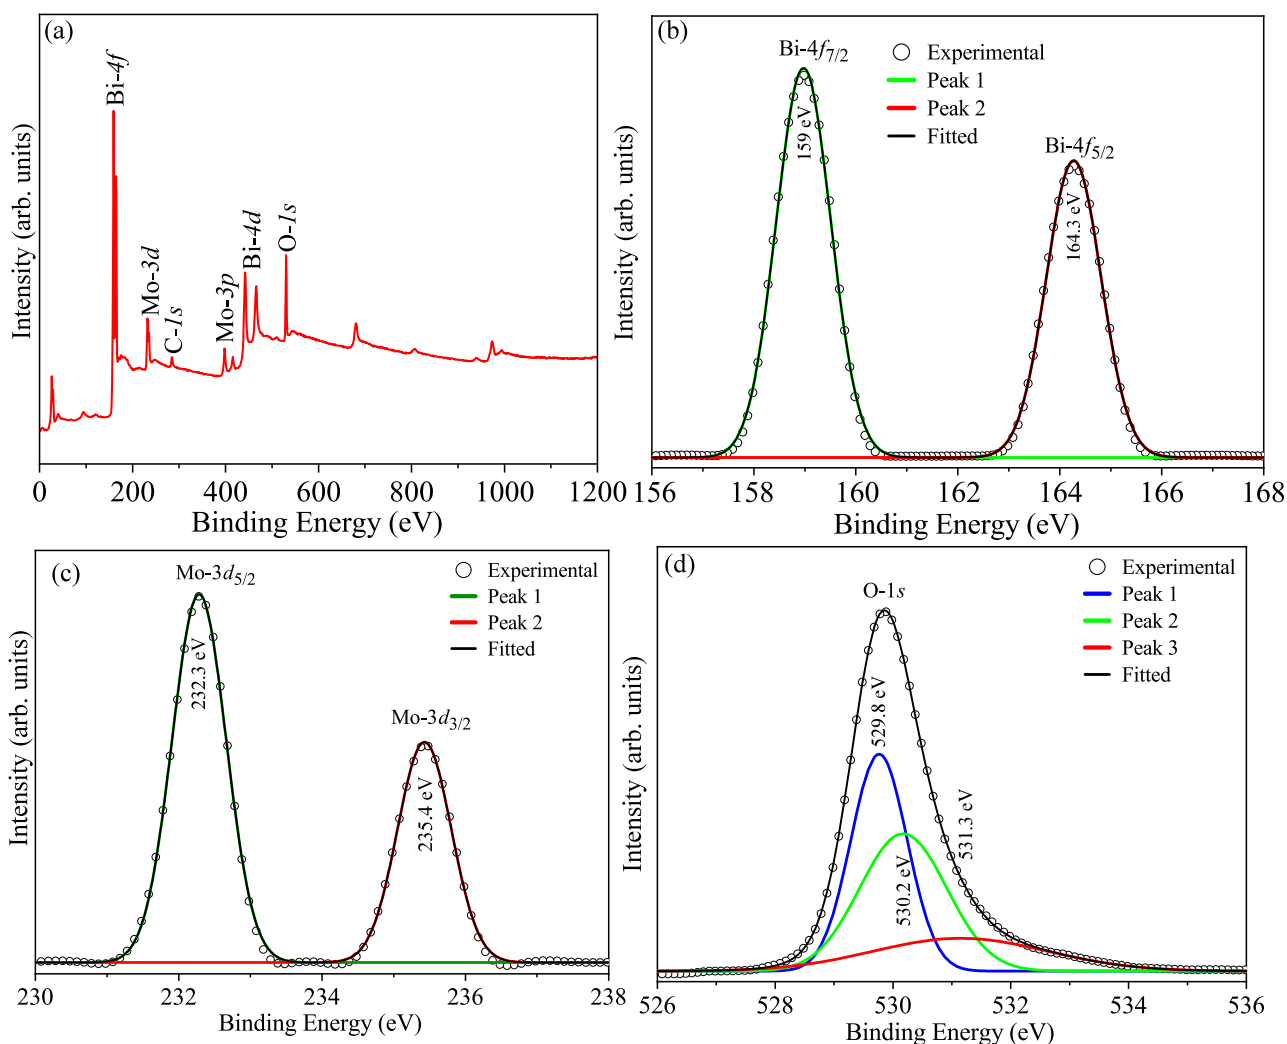 (a)
Bi-4f
Mo-3d
C-1s
Mo-3p
Bi-4d
O-1s
Intensity (arb. units)
0 200 400 600 800 1000 1200
Binding Energy (eV)
(b)
Bi-4f7/2
159 eV
Bi-4f5/2
164.3 eV
Experimental
Peak 1
Peak 2
Fitted
Intensity (arb. units)
156 158 160 162 164 166 168
Binding Energy (eV)
(c)
Mo-3d5/2
232.3 eV
Mo-3d3/2
235.4 eV
Experimental
Peak 1
Peak 2
Fitted
Intensity (arb. units)
230 232 234 236 238
Binding Energy (eV)
(d)
O-1s
529.8 eV
530.2 eV
531.3 eV
Experimental
Peak 1
Peak 2
Peak 3
Fitted
Intensity (arb. units)
526 528 530 532 534 536
Binding Energy (eV)